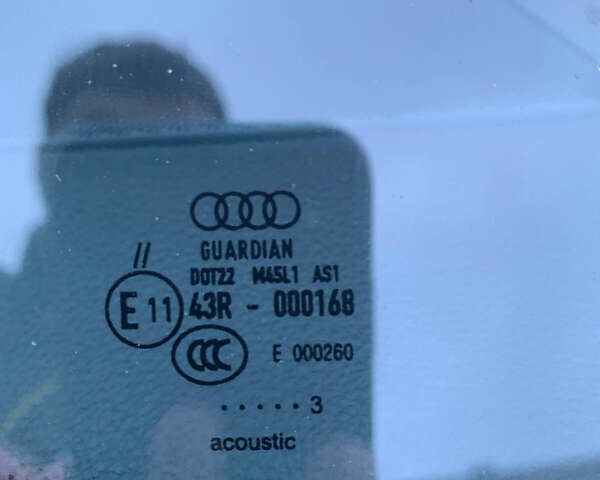 //
GUARDIAN
DOT22 M45L1 AS1
E 11 43R - 000168
CCC E 000260
.....3
acoustic